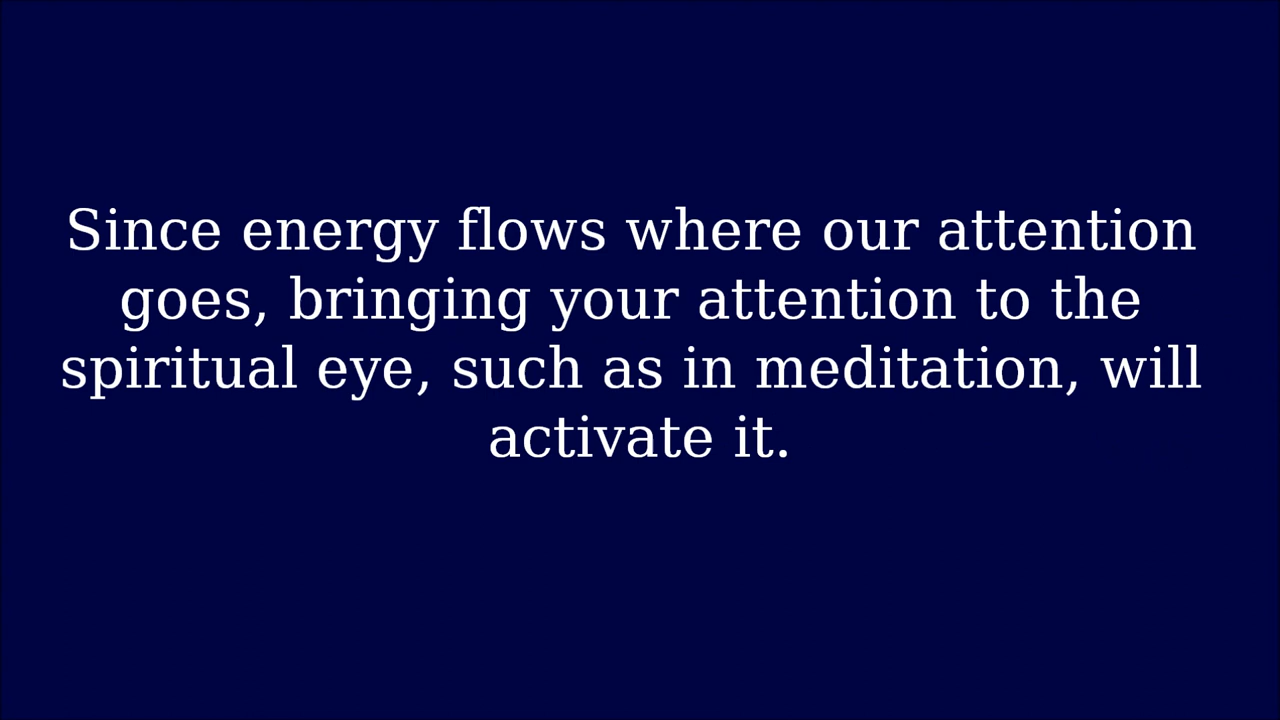 Since energy flows where our attention
goes, bringing your attention to the
spiritual eye, such as in meditation, will
activate it.